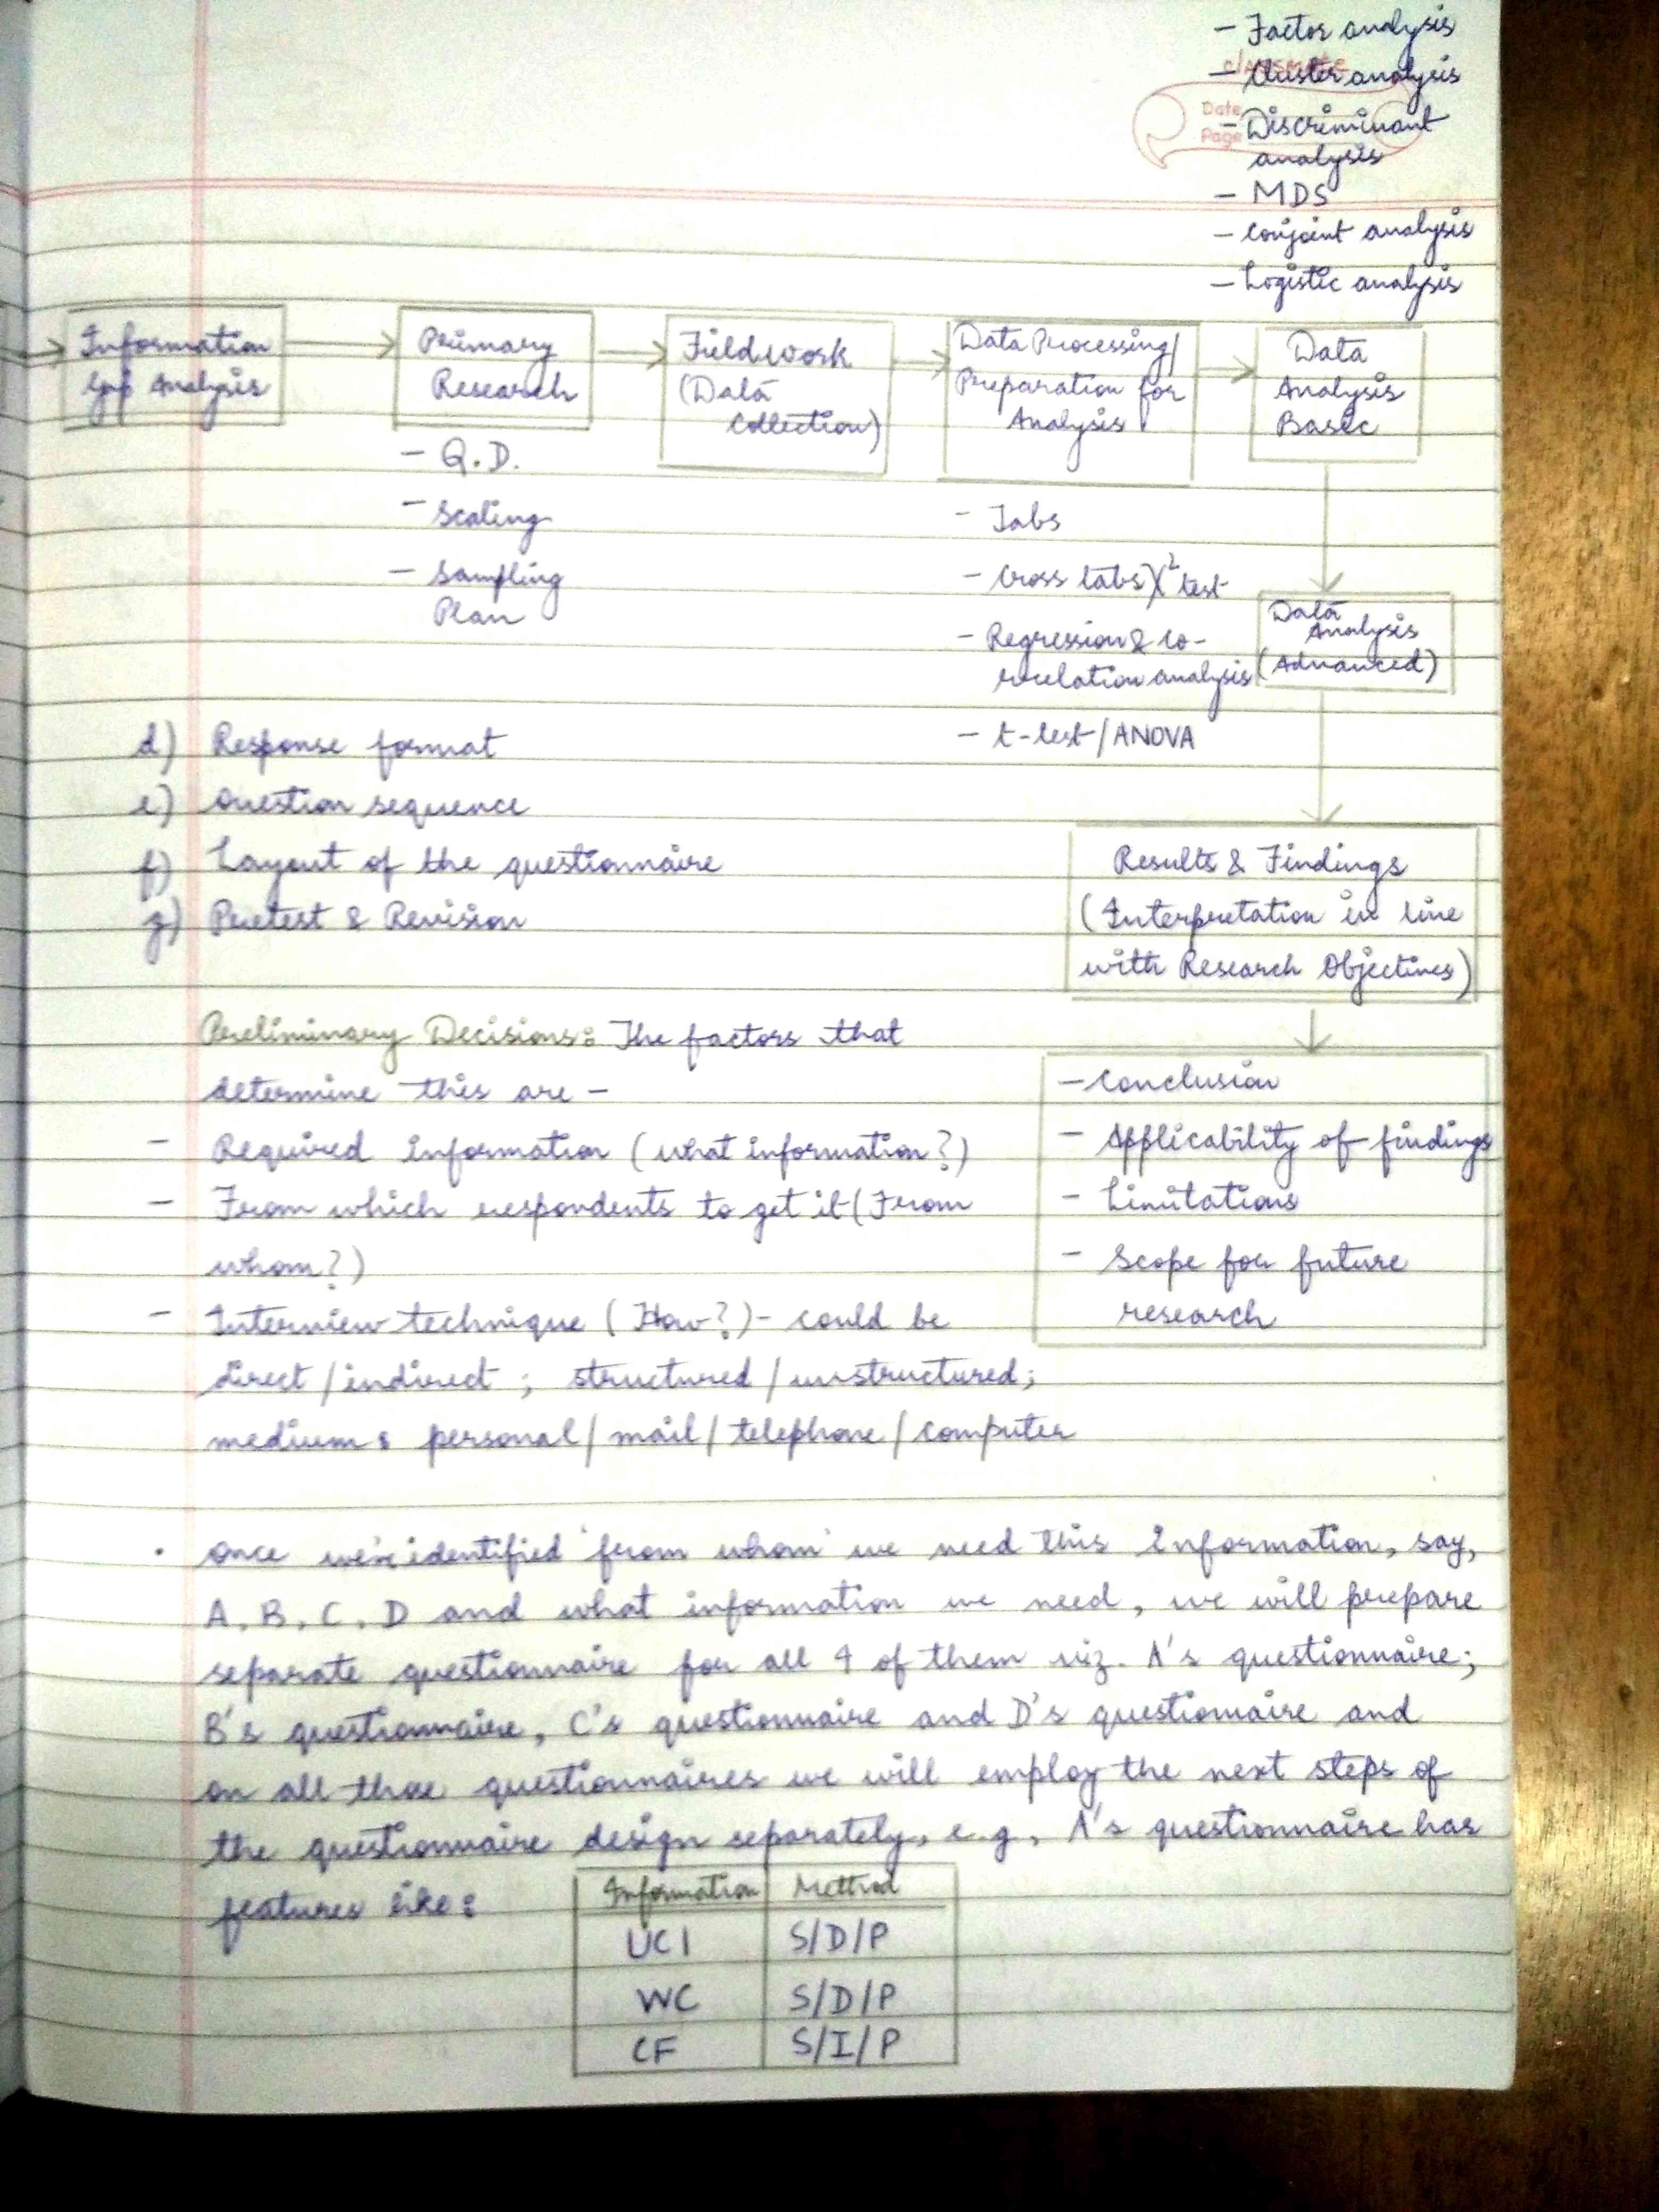 - Factor analysis
classmate
- Cluster analysis
Date
- Discriminant
Page
analysis
- MDS
- Conjoint analysis
- Logistic analysis
Information
Gap Analysis
Primary
Research
Field Work
(Data
Collection)
Data Processing/
Preparation for
Analysis
Data
Analysis
Basic
- Q.D.
- Scaling
- Sampling
Plan
- Tabs
- Cross tabs) χ² test
- Regression & co-
rrelation analysis
- t-test/ANOVA
Data
Analysis
(Advanced)
d) Response format
e) Question sequence
f) Layout of the questionnaire
g) Pretest & Revision
Results & Findings
(Interpretation in line
with Research Objectives)
Preliminary Decisions: The factors that
determine this are -
- Required information (what information?)
- From which respondents to get it (From
whom?)
- Interview technique (How?) - could be
direct/indirect; structured/unstructured;
medium: personal/mail/telephone/computer
- Conclusion
- Applicability of findings
- Limitations
- Scope for future
research
. Once we've identified 'from whom' we need this information, say,
A, B, C, D and what information we need, we will prepare
separate questionnaire for all 4 of them viz. A's questionnaire;
B's questionnaire, C's questionnaire and D's questionnaire and
on all those questionnaires we will employ the next steps of
the questionnaire design separately, e.g, A's questionnaire has
features like:
Information Method
UCI S/D/P
WC S/D/P
CF S/I/P